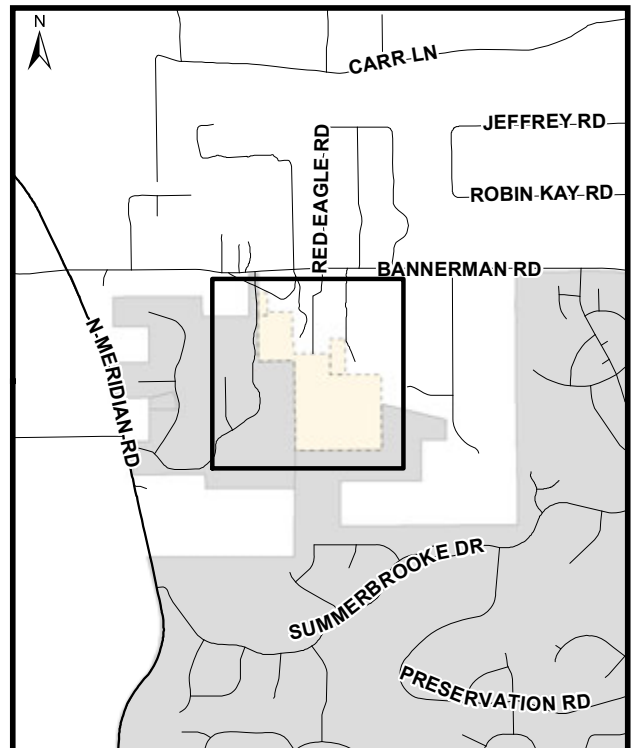 N
CARR LN
JEFFREY RD
RED EAGLE RD
ROBIN KAY RD
BANNERMAN RD
N MERIDIAN RD
SUMMERBROOKE DR
PRESERVATION RD